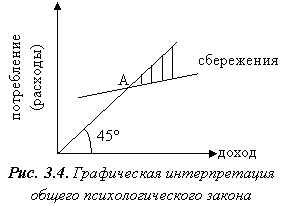 потребление
(расходы)
сбережения
А
45°
доход
Рис. 3.4. Графическая интерпретация
общего психологического закона